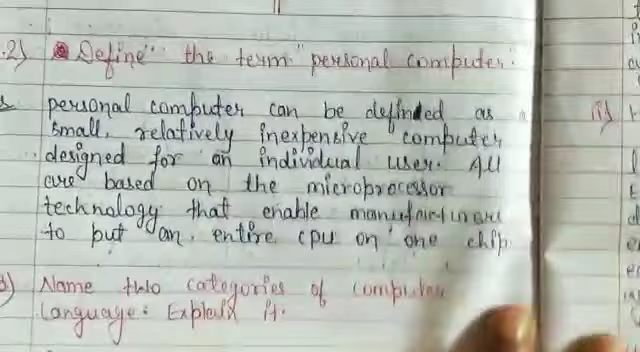 2) Define the term "personal computer.
personal computer can be definded as
small, relatively inexpensive computer
designed for an individual user. All
are based on the microprocessor
technology that enable
to put an entire cpu on one chip
Name two categories of computer
Language: Explain it.